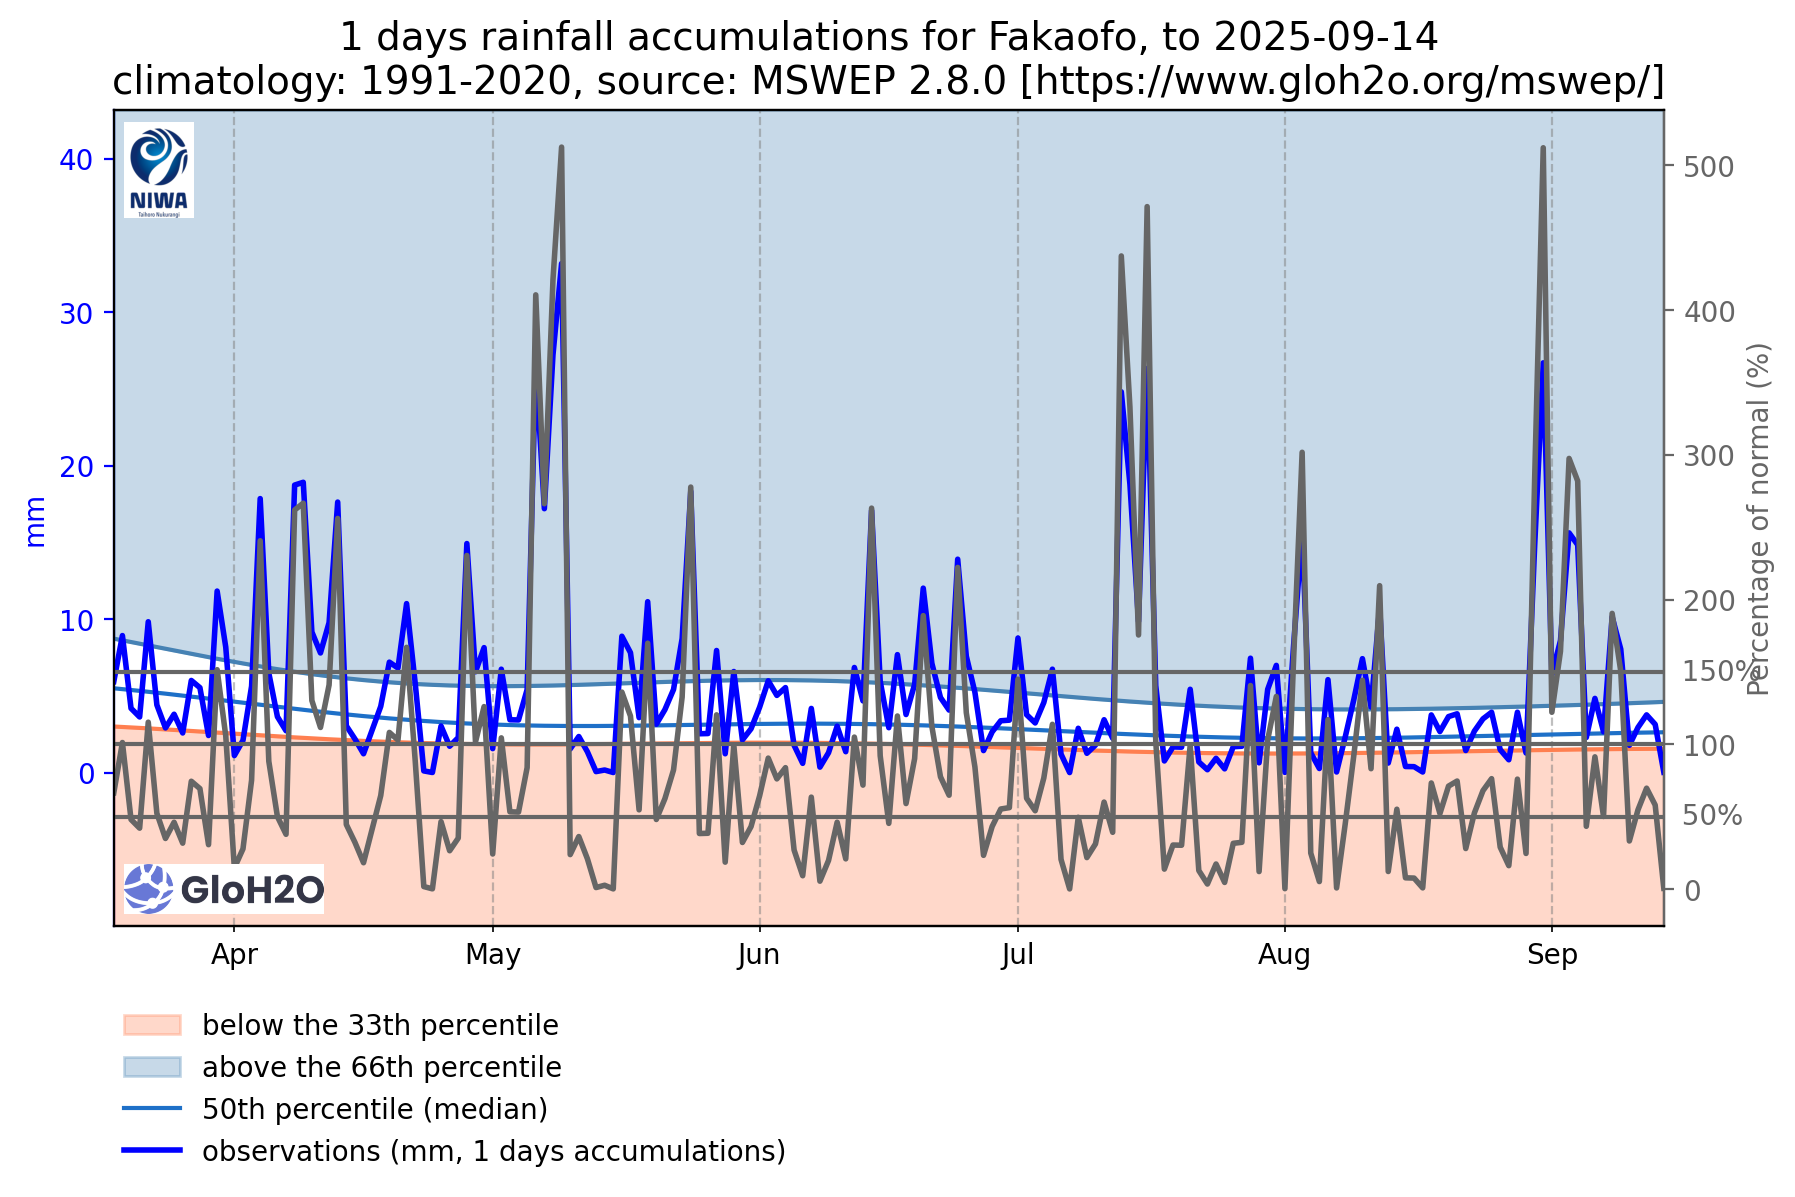 1 days rainfall accumulations for Fakaofo, to 2025-09-14
climatology: 1991-2020, source: MSWEP 2.8.0 [https://www.gloh2o.org/mswep/]
NIWA
Taihoro Nukurangi
40
30
20
10
0
mm
500
400
300
200
150%
100
50%
0
Percentage of normal (%)
GloH2O
Apr
May
Jun
Jul
Aug
Sep
below the 33th percentile
above the 66th percentile
50th percentile (median)
observations (mm, 1 days accumulations)